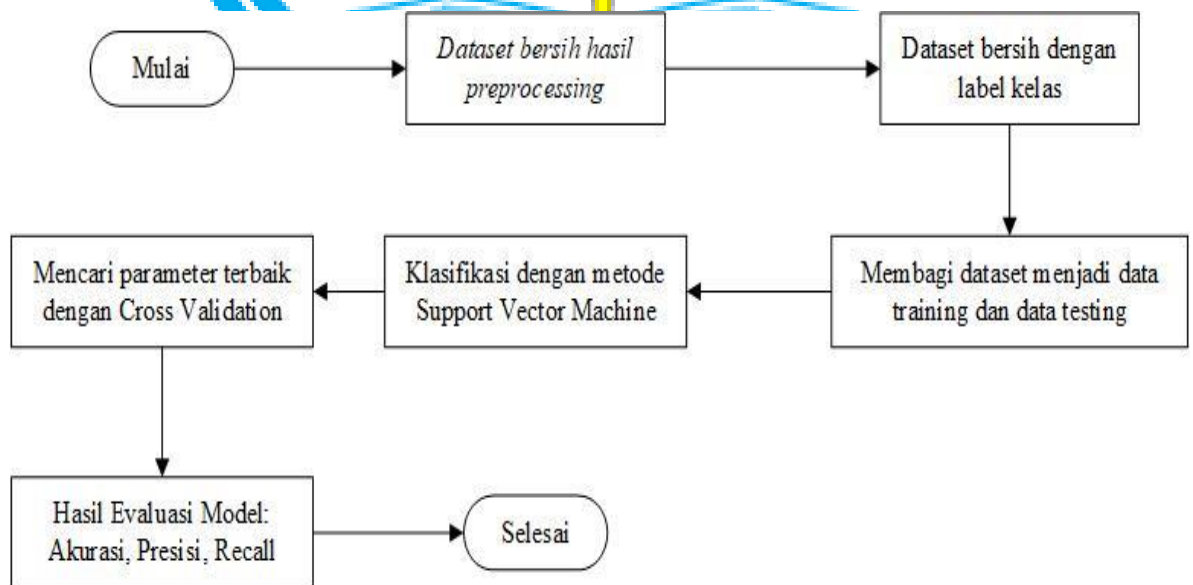 Mulai
Dataset bersih hasil
preprocessing
Dataset bersih dengan
label kelas
Membagi dataset menjadi data
training dan data testing
Klasifikasi dengan metode
Support Vector Machine
Mencari parameter terbaik
dengan Cross Validation
Hasil Evaluasi Model:
Akurasi, Presisi, Recall
Selesai